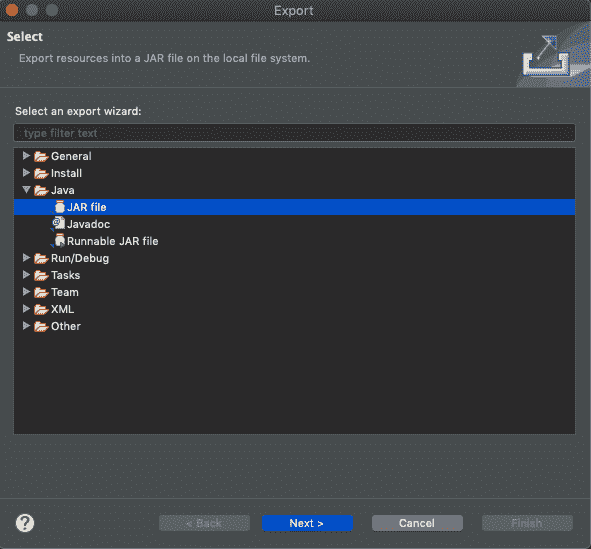 Export
Select
Export resources into a JAR file on the local file system.
Select an export wizard:
type filter text
General
Install
Java
JAR file
Javadoc
Runnable JAR file
Run/Debug
Tasks
Team
XML
Other
?
< Back
Next >
Cancel
Finish